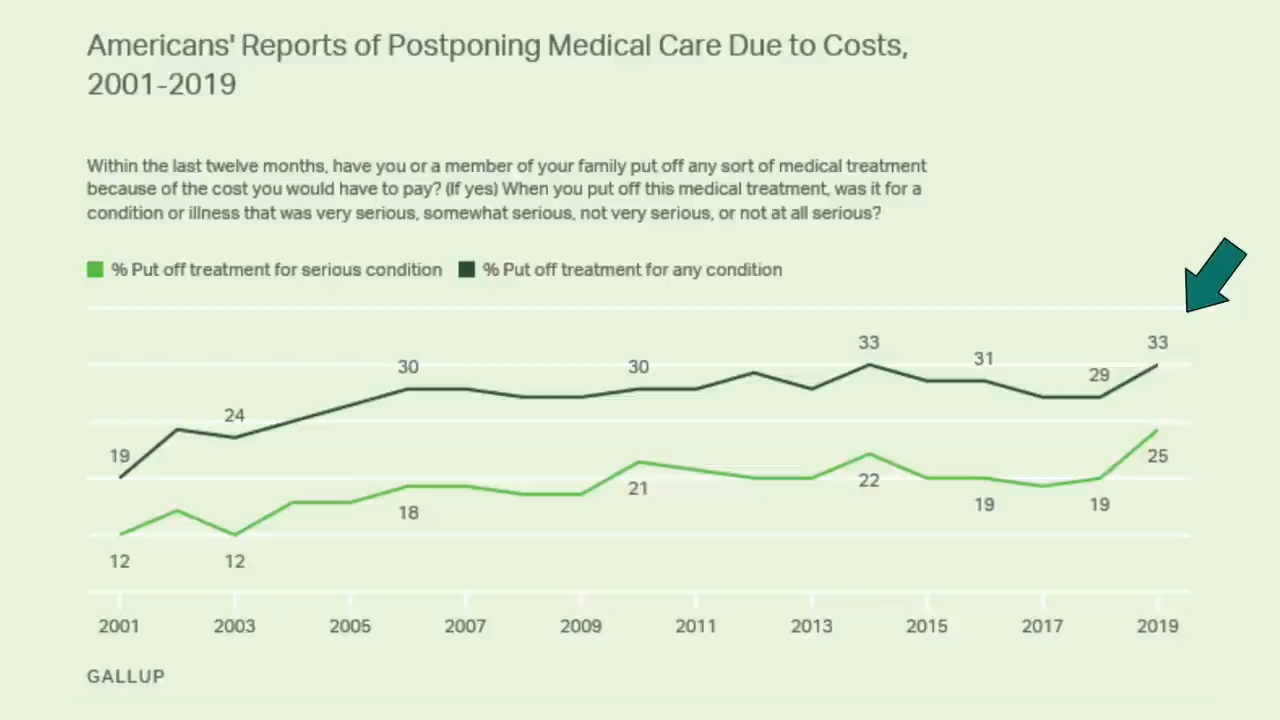 Americans' Reports of Postponing Medical Care Due to Costs,
2001-2019
Within the last twelve months, have you or a member of your family put off any sort of medical treatment
because of the cost you would have to pay? (If yes) When you put off this medical treatment, was it for a
condition or illness that was very serious, somewhat serious, not very serious, or not at all serious?
% Put off treatment for serious condition % Put off treatment for any condition
19 24 30 30 33 31 29 33
12 12 18 21 22 19 19 25
2001 2003 2005 2007 2009 2011 2013 2015 2017 2019
GALLUP